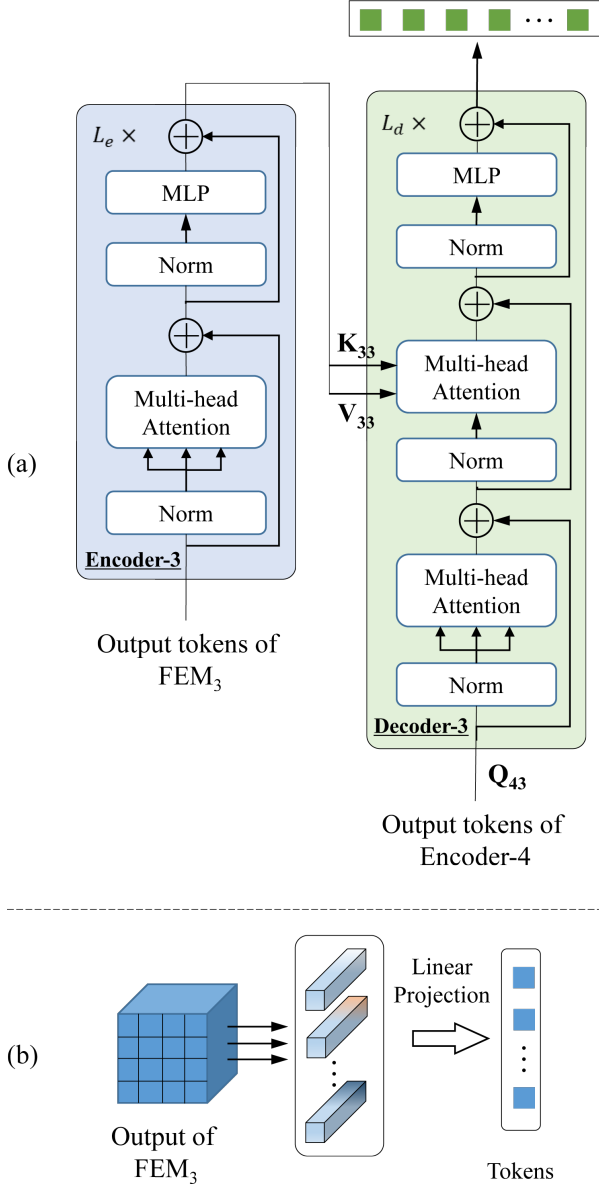 L_e ×
MLP
Norm
Multi-head
Attention
Norm
Encoder-3
Output tokens of
FEM₃
(a)
L_d ×
MLP
Norm
K₃₃
V₃₃
Multi-head
Attention
Norm
Multi-head
Attention
Norm
Decoder-3
Q₄₃
Output tokens of
Encoder-4
(b)
Output of
FEM₃
Linear
Projection
Tokens